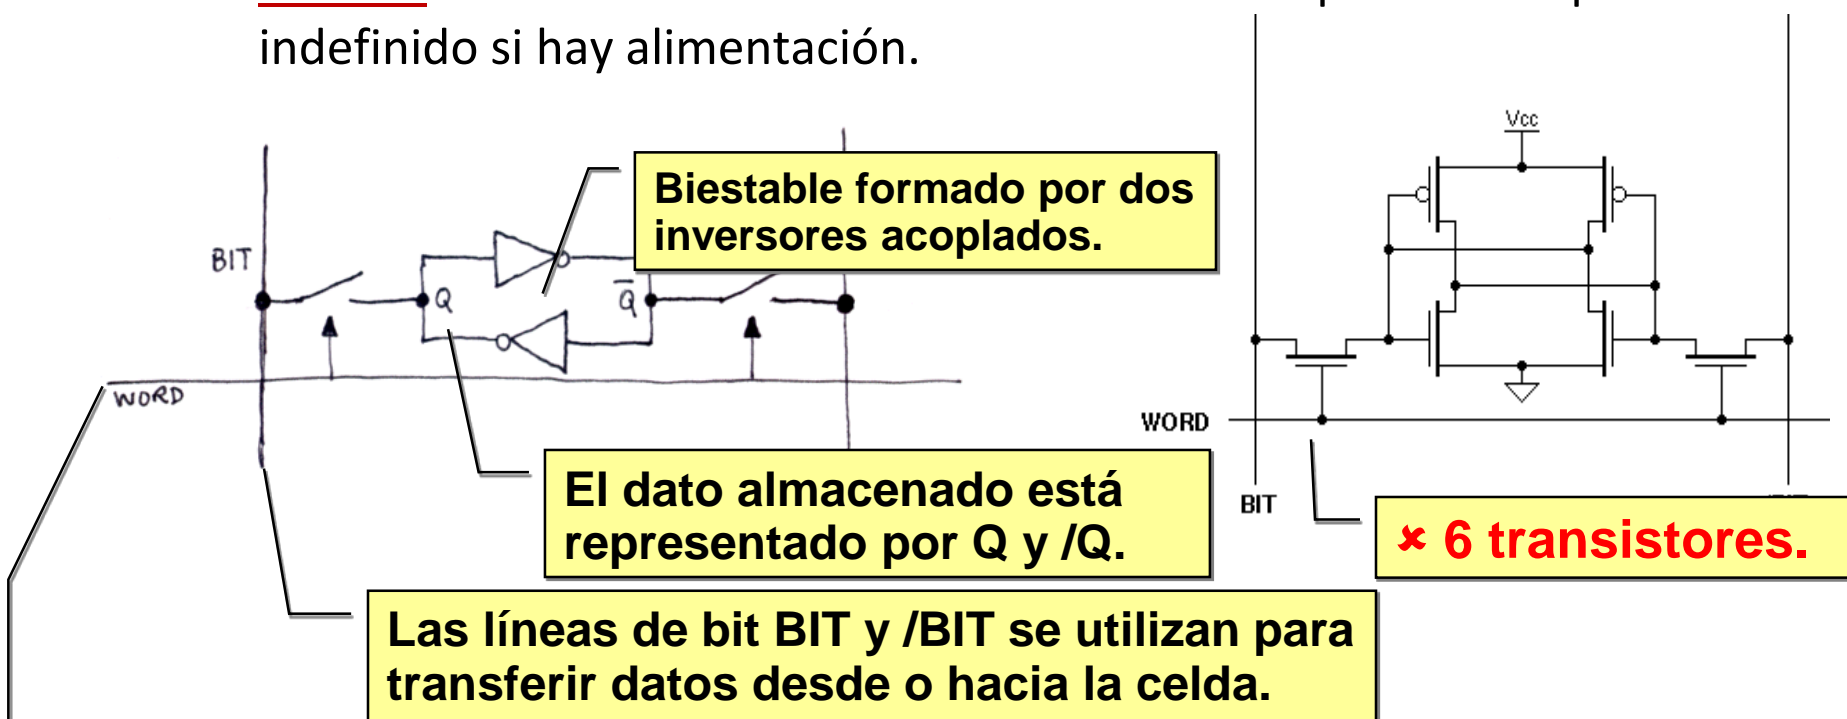 indefinido si hay alimentación.
Vcc
Biestable formado por dos
inversores acoplados.
BIT
Q
Q̅
WORD
WORD
El dato almacenado está
representado por Q y /Q.
BIT
✘ 6 transistores.
Las líneas de bit BIT y /BIT se utilizan para
transferir datos desde o hacia la celda.